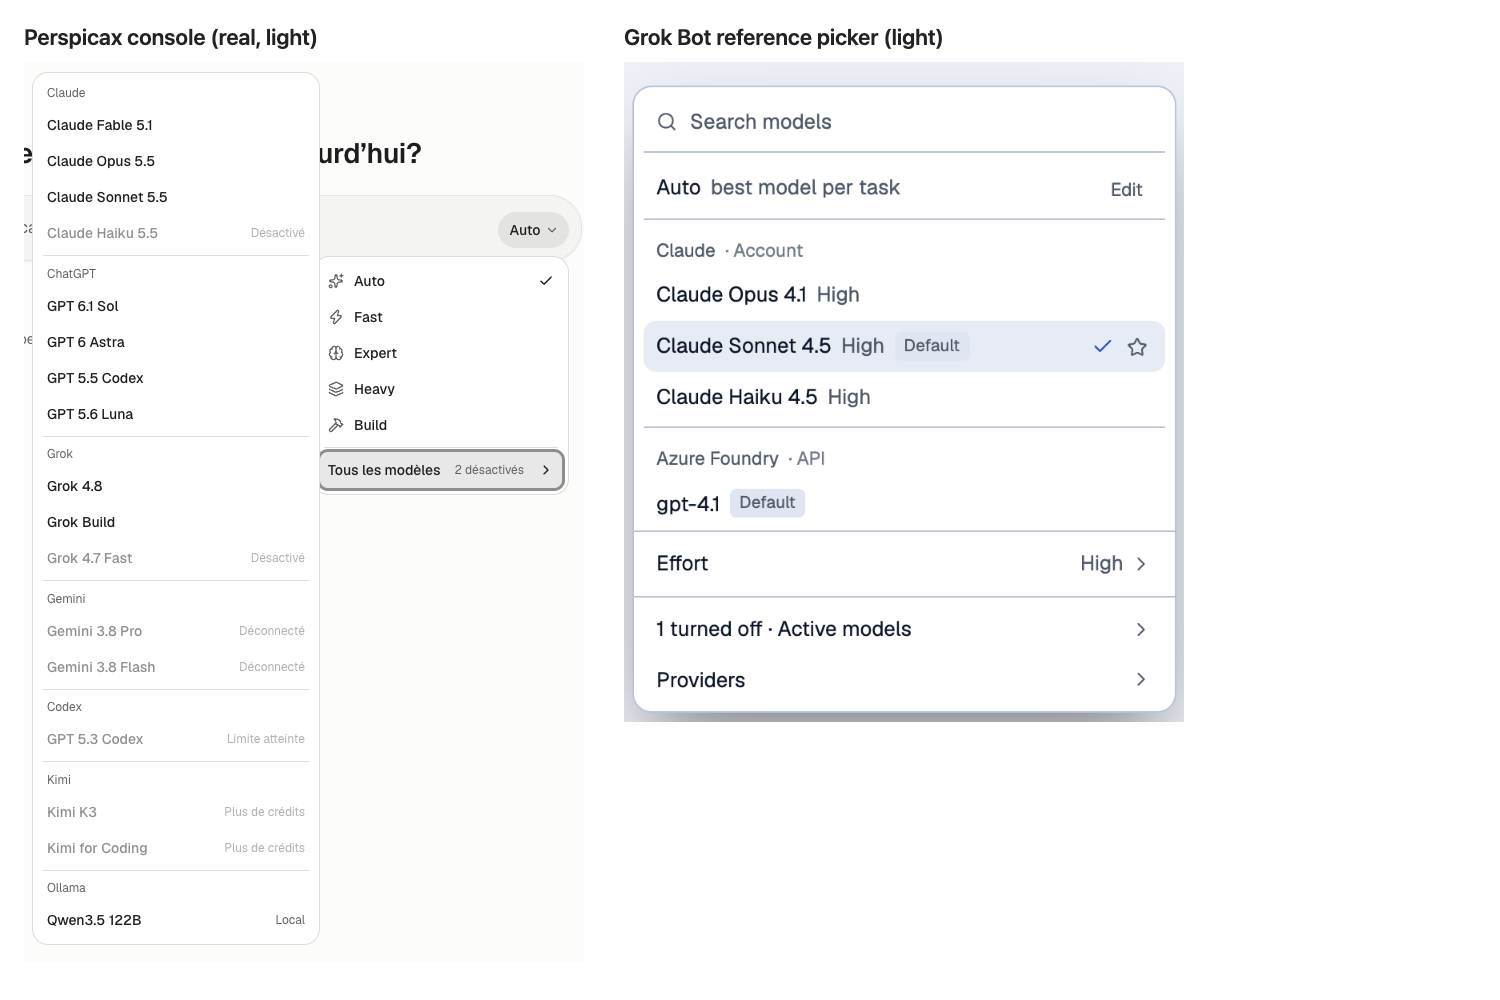 Perspicax console (real, light)
Claude
Claude Fable 5.1
Claude Opus 5.5
Claude Sonnet 5.5
Claude Haiku 5.5 Désactivé
ChatGPT
GPT 6.1 Sol
GPT 6 Astra
GPT 5.5 Codex
GPT 5.6 Luna
Grok
Grok 4.8
Grok Build
Grok 4.7 Fast Désactivé
Gemini
Gemini 3.8 Pro Déconnecté
Gemini 3.8 Flash Déconnecté
Codex
GPT 5.3 Codex Limite atteinte
Kimi
Kimi K3 Plus de crédits
Kimi for Coding Plus de crédits
Ollama
Qwen3.5 122B Local
urd’hui?
Auto
Auto
Fast
Expert
Heavy
Build
Tous les modèles 2 désactivés
Grok Bot reference picker (light)
Search models
Auto best model per task Edit
Claude · Account
Claude Opus 4.1 High
Claude Sonnet 4.5 High Default
Claude Haiku 4.5 High
Azure Foundry · API
gpt-4.1 Default
Effort High
1 turned off · Active models
Providers